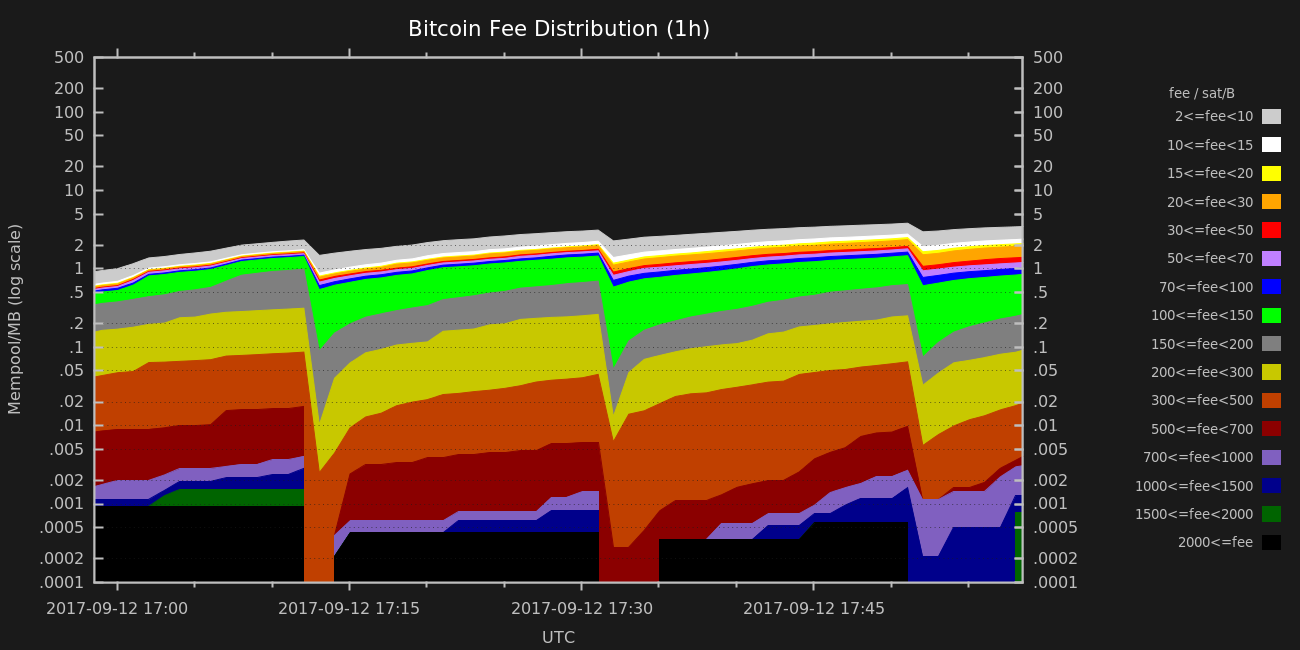 Bitcoin Fee Distribution (1h)
500 500
200 200
100 100
50 50
20 20
10 10
5 5
2 2
1 1
.5 .5
.2 .2
.1 .1
.05 .05
.02 .02
.01 .01
.005 .005
.002 .002
.001 .001
.0005 .0005
.0002 .0002
.0001 .0001
Mempool/MB (log scale)
2017-09-12 17:00 2017-09-12 17:15 2017-09-12 17:30 2017-09-12 17:45
UTC
fee / sat/B
2<=fee<10
10<=fee<15
15<=fee<20
20<=fee<30
30<=fee<50
50<=fee<70
70<=fee<100
100<=fee<150
150<=fee<200
200<=fee<300
300<=fee<500
500<=fee<700
700<=fee<1000
1000<=fee<1500
1500<=fee<2000
2000<=fee